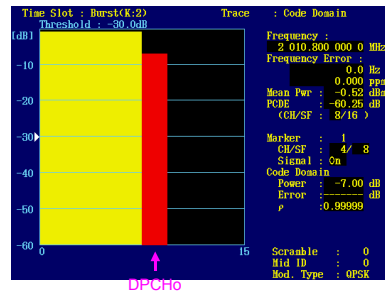 Time Slot : Burst(K:2) Trace : Code Domain
Threshold : -30.0dB
[dB]
-10
-20
-30
-40
-50
-60
0 15
Frequency :
2 010.800 000 0 MHz
Frequency Error :
0.0 Hz
0.000 ppm
Mean Pwr : -0.52 dBm
PCDE : -60.25 dB
(CH/SF : 8/16 )
Marker : 1
CH/SF : 4/ 8
Signal : On
Code Domain
Power : -7.00 dB
Error :------- dB
ρ :0.99999
Scramble : 0
Mid ID : 0
Mod. Type : QPSK
DPCHo